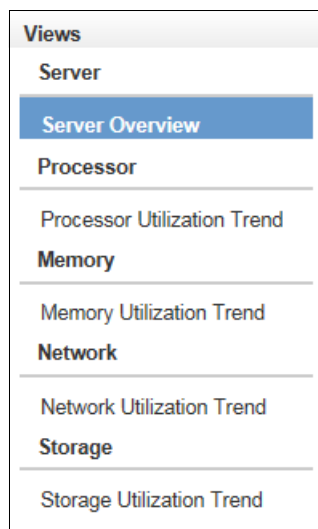 Views
Server
Server Overview
Processor
Processor Utilization Trend
Memory
Memory Utilization Trend
Network
Network Utilization Trend
Storage
Storage Utilization Trend